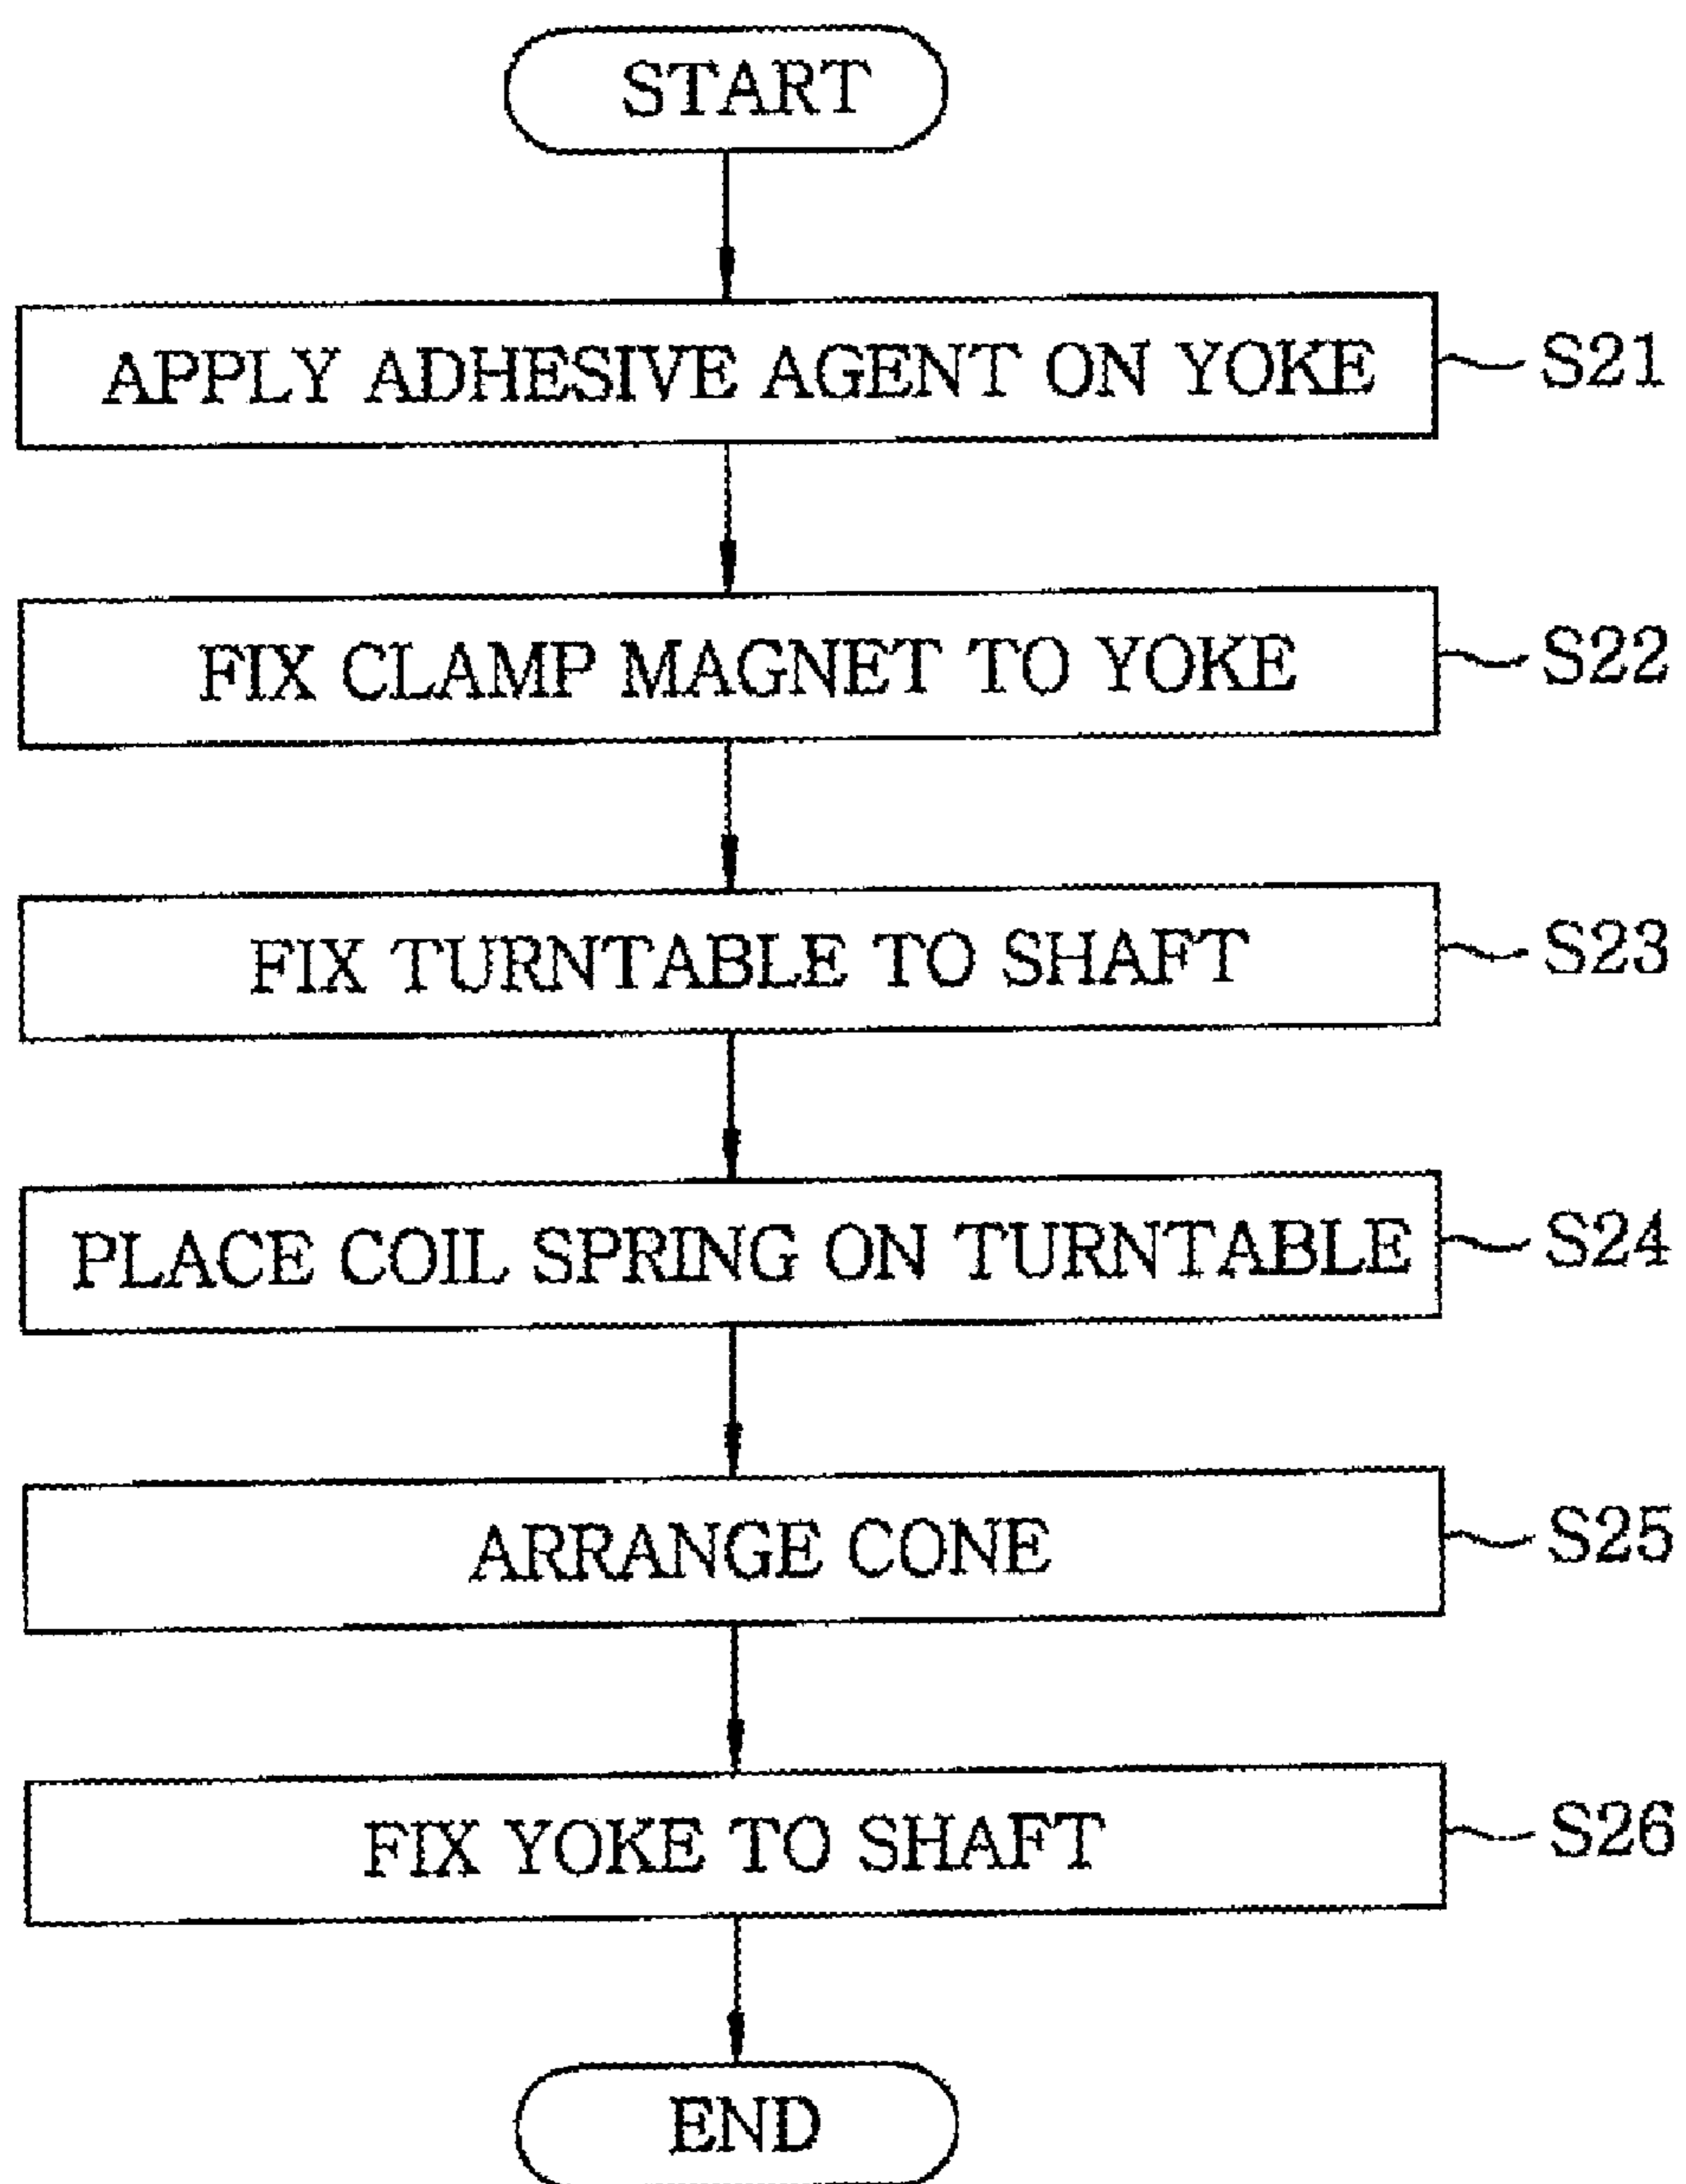 START
APPLY ADHESIVE AGENT ON YOKE S21
FIX CLAMP MAGNET TO YOKE S22
FIX TURNTABLE TO SHAFT S23
PLACE COIL SPRING ON TURNTABLE S24
ARRANGE CONE S25
FIX YOKE TO SHAFT S26
END